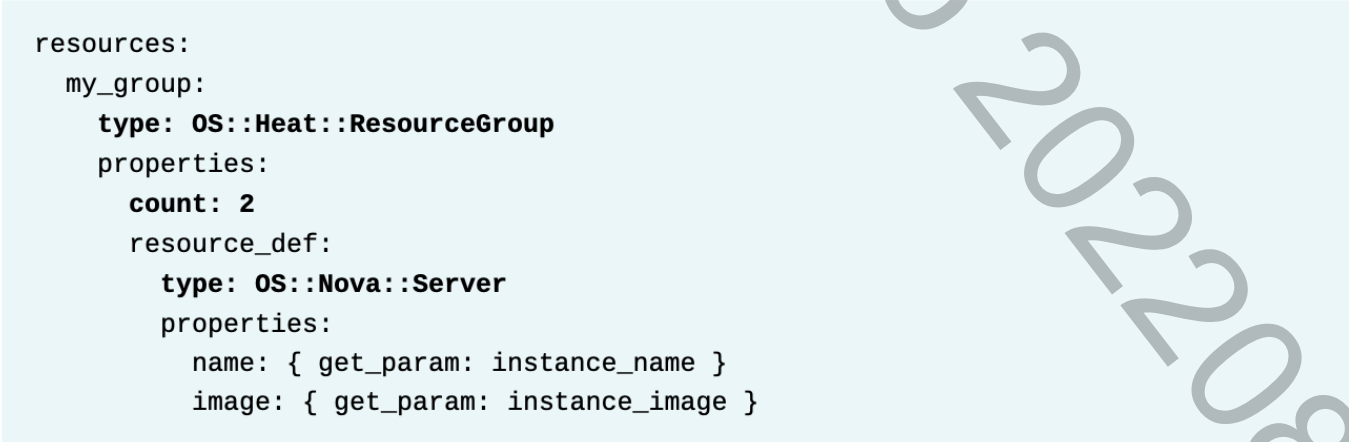 resources:
  my_group:
    type: OS::Heat::ResourceGroup
    properties:
      count: 2
      resource_def:
        type: OS::Nova::Server
        properties:
          name: { get_param: instance_name }
          image: { get_param: instance_image }
202208